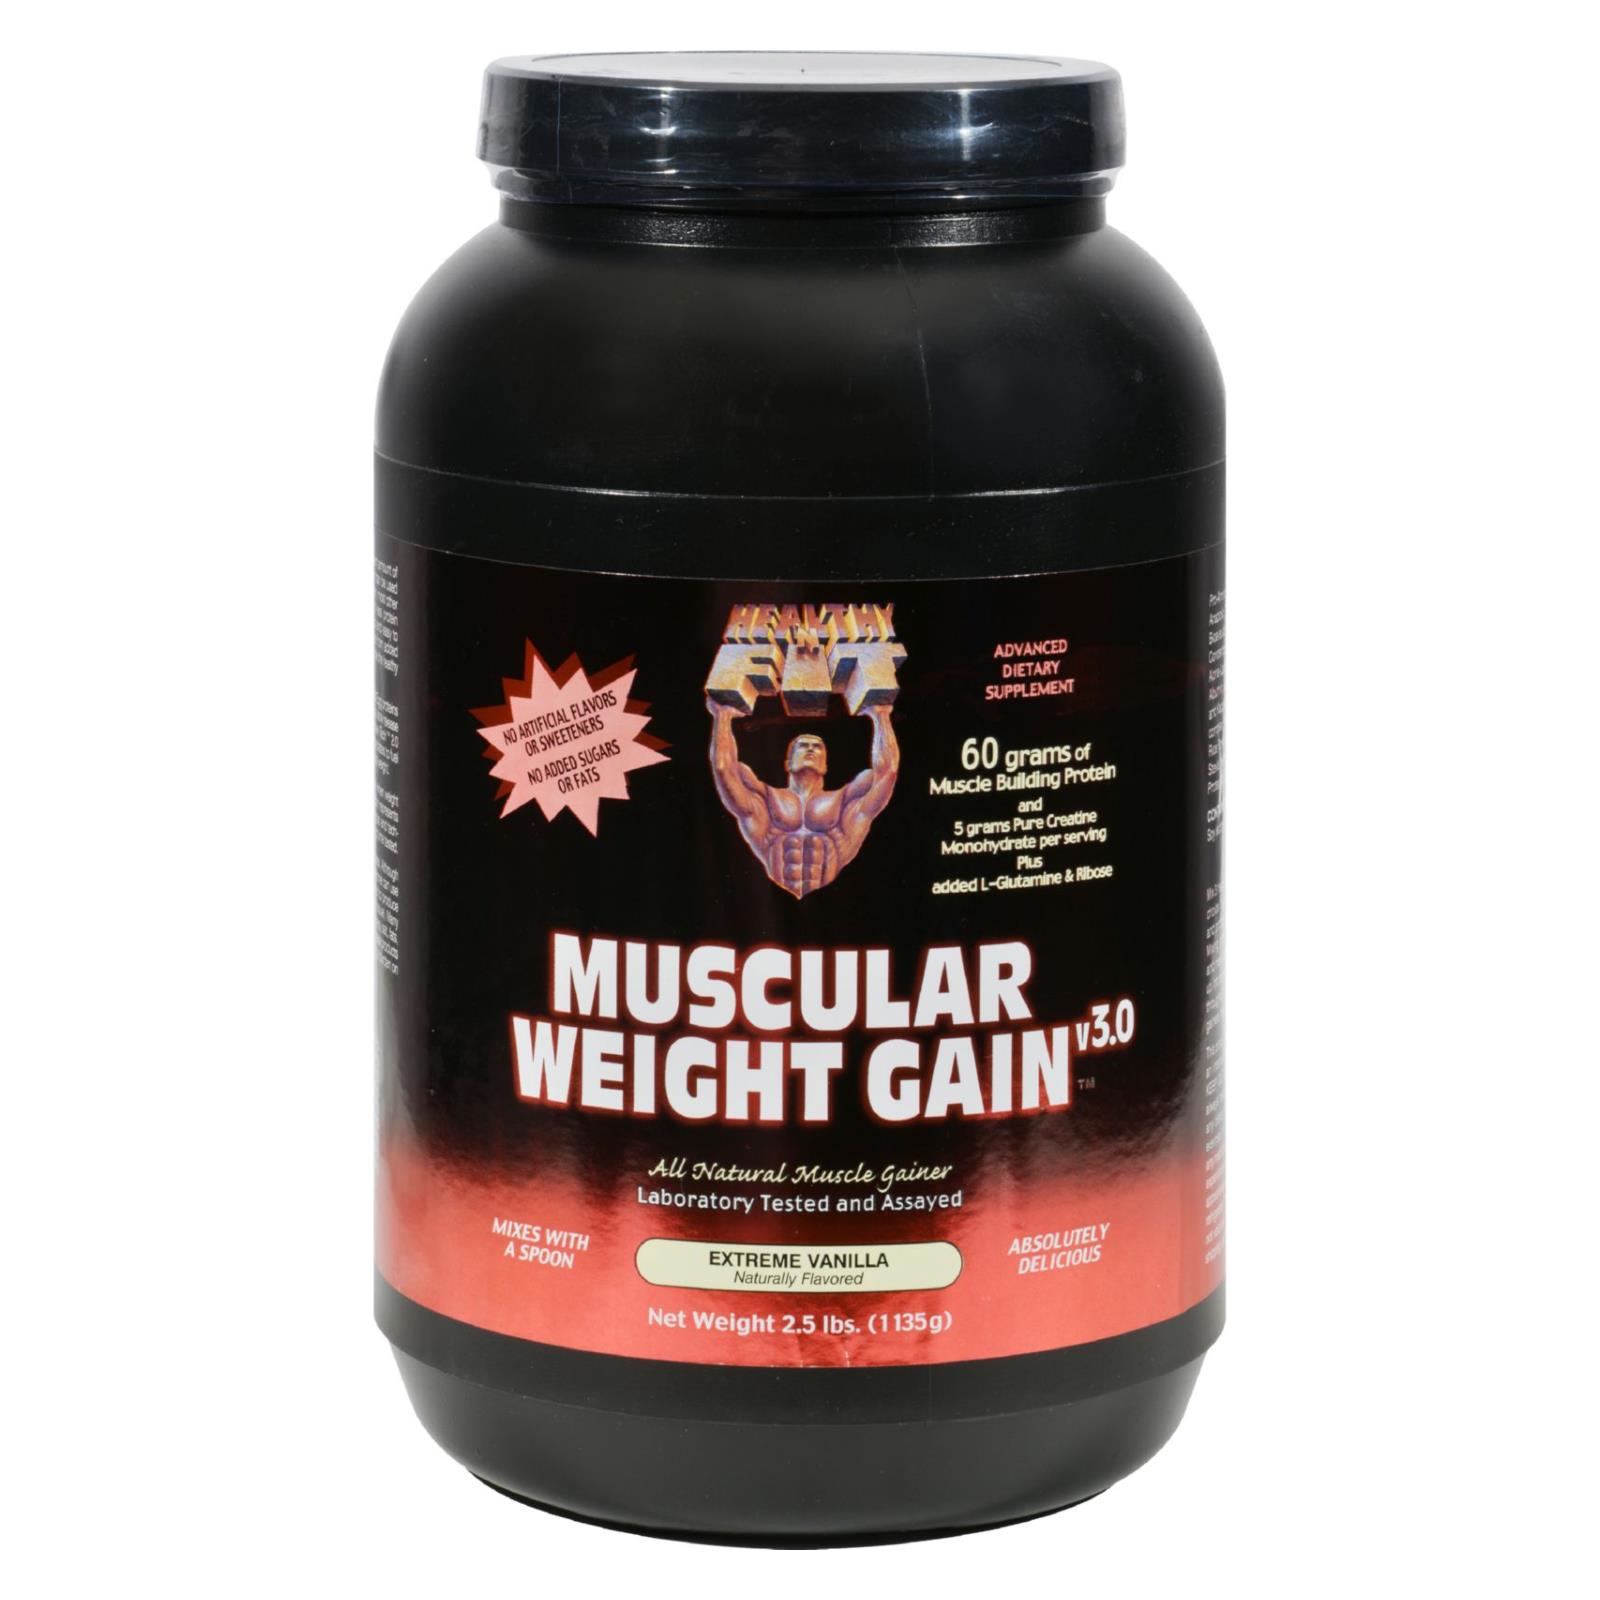 HEALTHY
'N
FIT
NO ARTIFICIAL FLAVORS
OR SWEETENERS
NO ADDED SUGARS
OR FATS
ADVANCED
DIETARY
SUPPLEMENT
60 grams of
Muscle Building Protein
and
5 grams Pure Creatine
Monohydrate per serving
Plus
added L-Glutamine & Ribose
MUSCULAR
WEIGHT GAIN v3.0
™
All Natural Muscle Gainer
Laboratory Tested and Assayed
MIXES WITH
A SPOON
EXTREME VANILLA
Naturally Flavored
ABSOLUTELY
DELICIOUS
Net Weight 2.5 lbs. (1135g)